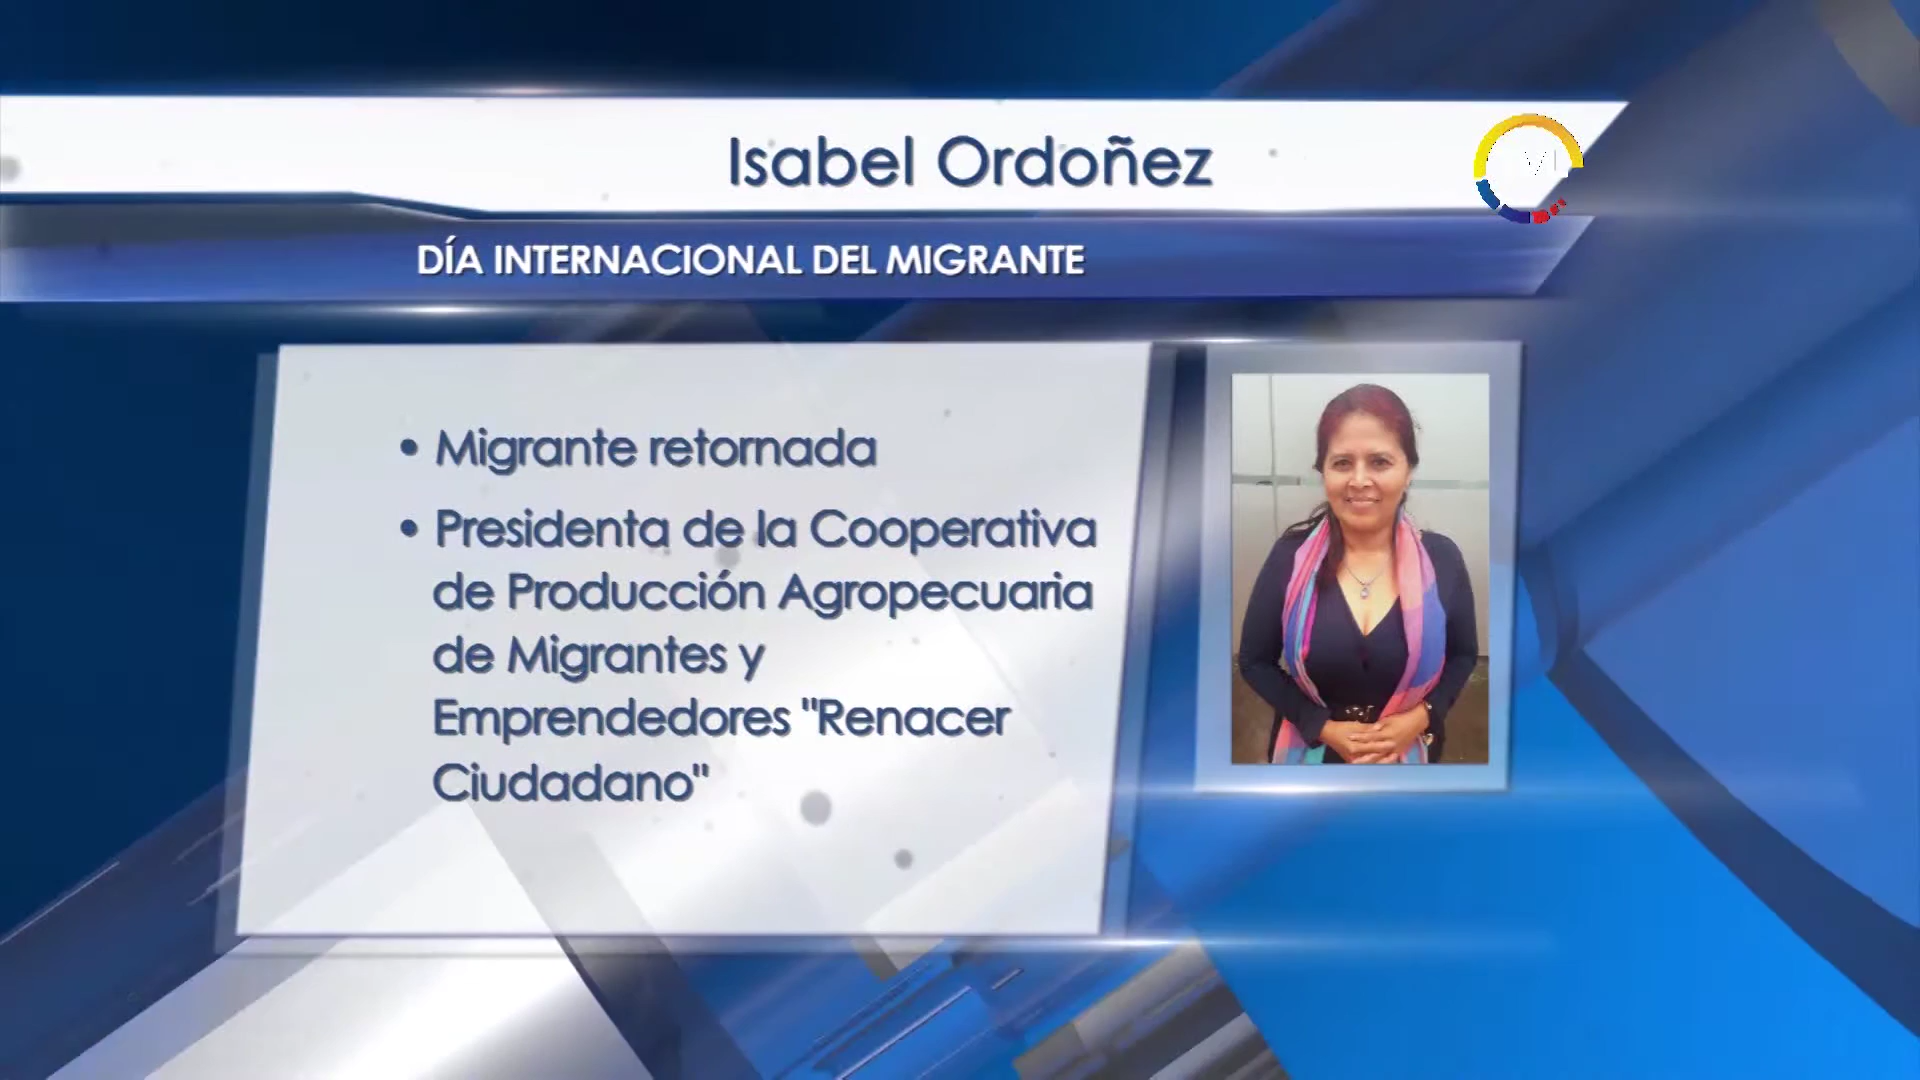 Isabel Ordoñez
DÍA INTERNACIONAL DEL MIGRANTE
• Migrante retornada
• Presidenta de la Cooperativa
de Producción Agropecuaria
de Migrantes y
Emprendedores "Renacer
Ciudadano"